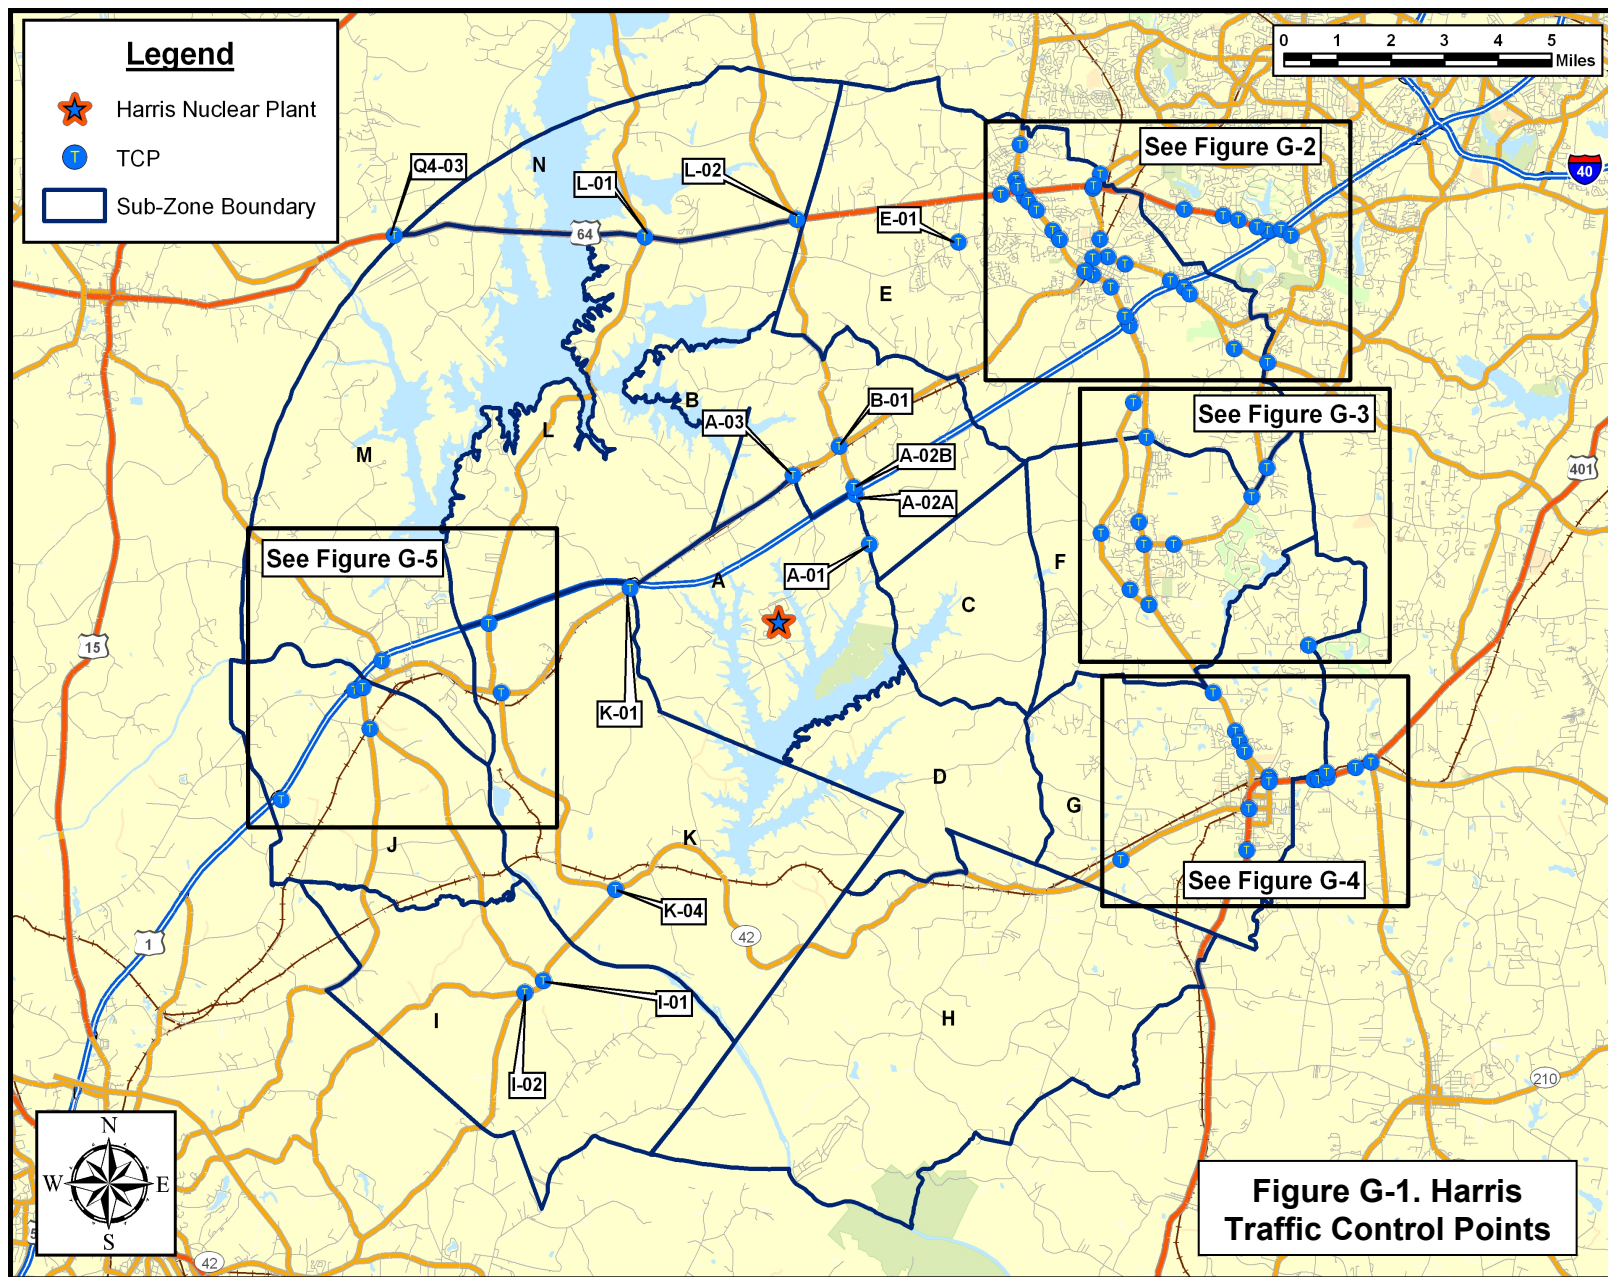 Legend
Harris Nuclear Plant
T
TCP
Sub-Zone Boundary
0 1 2 3 4 5
Miles
See Figure G-2
40
Q4-03
N
L-01
L-02
64
E-01
E
See Figure G-3
401
B
B-01
A-03
L
M
A-02B
A-02A
See Figure G-5
A-01
A
F
C
15
K-01
D
G
J
K
See Figure G-4
K-04
42
1
I-01
I
H
I-02
210
N
W E
S
42
Figure G-1. Harris
Traffic Control Points